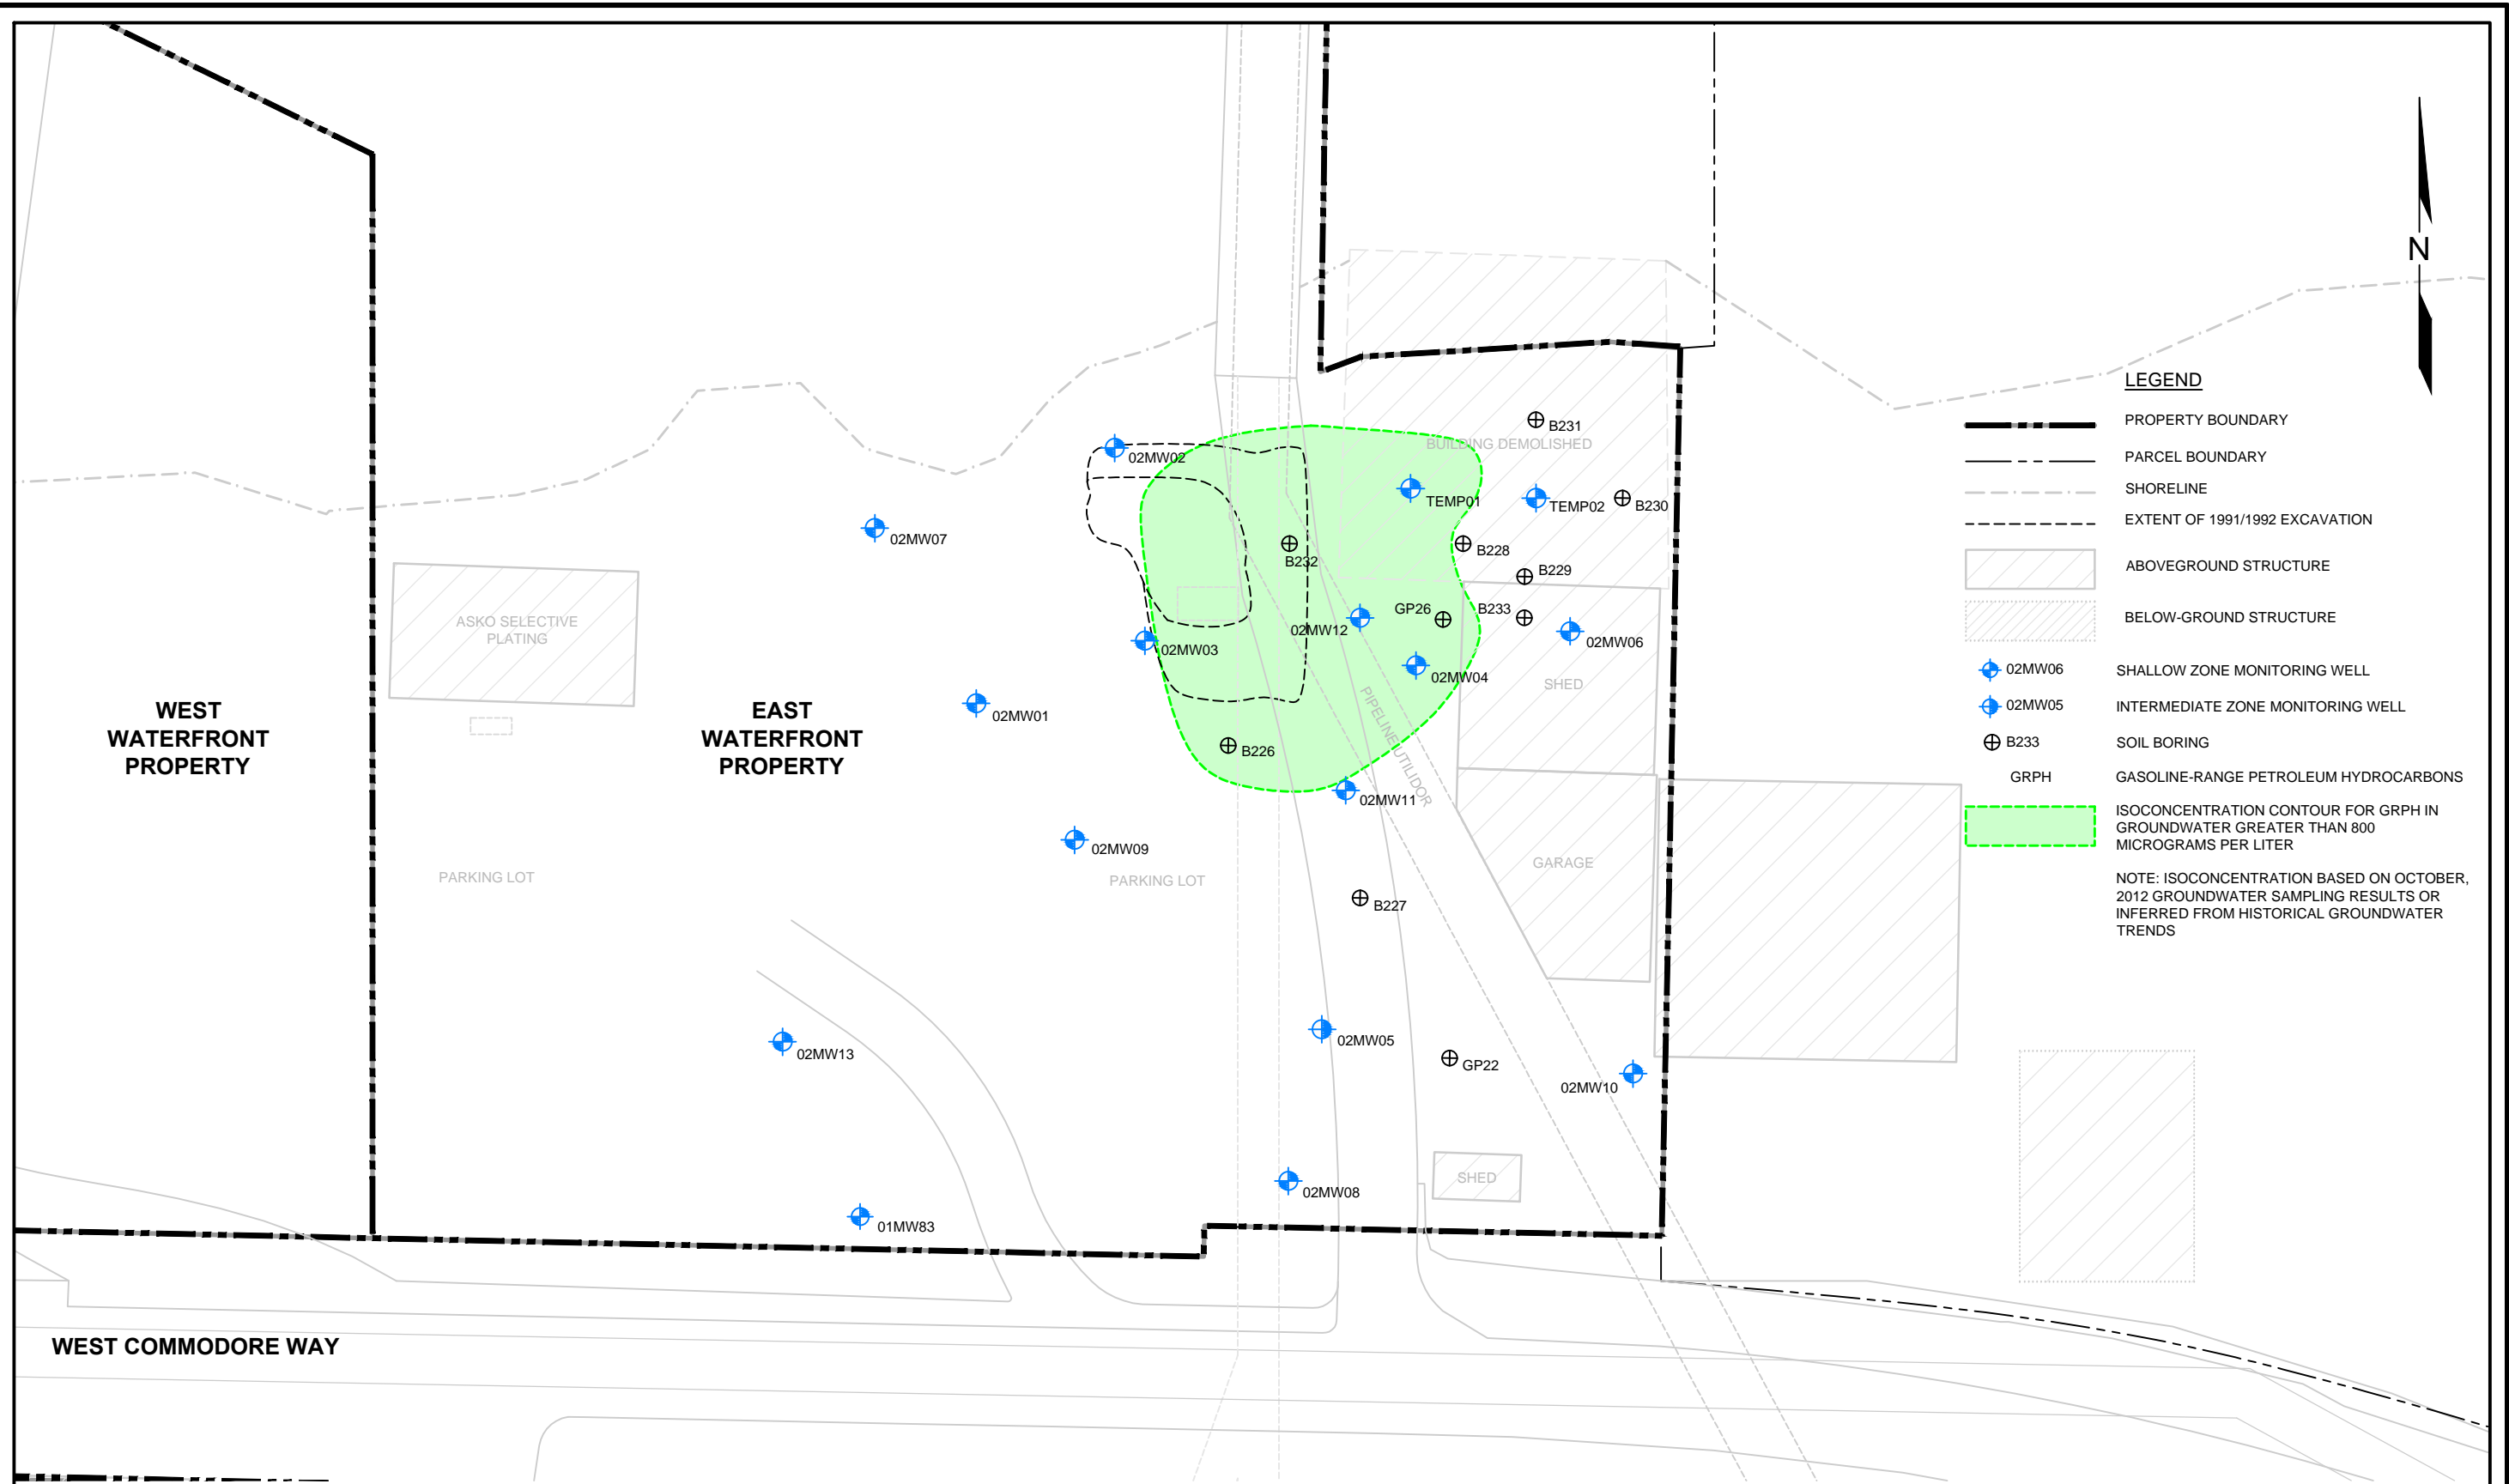 N
LEGEND
PROPERTY BOUNDARY
PARCEL BOUNDARY
SHORELINE
EXTENT OF 1991/1992 EXCAVATION
ABOVEGROUND STRUCTURE
BELOW-GROUND STRUCTURE
02MW06 SHALLOW ZONE MONITORING WELL
02MW05 INTERMEDIATE ZONE MONITORING WELL
B233 SOIL BORING
GRPH GASOLINE-RANGE PETROLEUM HYDROCARBONS
ISOCONCENTRATION CONTOUR FOR GRPH IN
GROUNDWATER GREATER THAN 800
MICROGRAMS PER LITER
NOTE: ISOCONCENTRATION BASED ON OCTOBER,
2012 GROUNDWATER SAMPLING RESULTS OR
INFERRED FROM HISTORICAL GROUNDWATER
TRENDS
B231
BUILDING DEMOLISHED
02MW02
TEMP01
TEMP02
B230
02MW07
B228
B232
B229
GP26
B233
02MW12
02MW06
ASKO SELECTIVE
PLATING
02MW03
02MW04
SHED
PIPELINE/UTILIDOR
02MW01
WEST
WATERFRONT
PROPERTY
EAST
WATERFRONT
PROPERTY
B226
02MW11
02MW09
GARAGE
PARKING LOT
PARKING LOT
B227
02MW05
02MW13
GP22
02MW10
SHED
02MW08
01MW83
WEST COMMODORE WAY